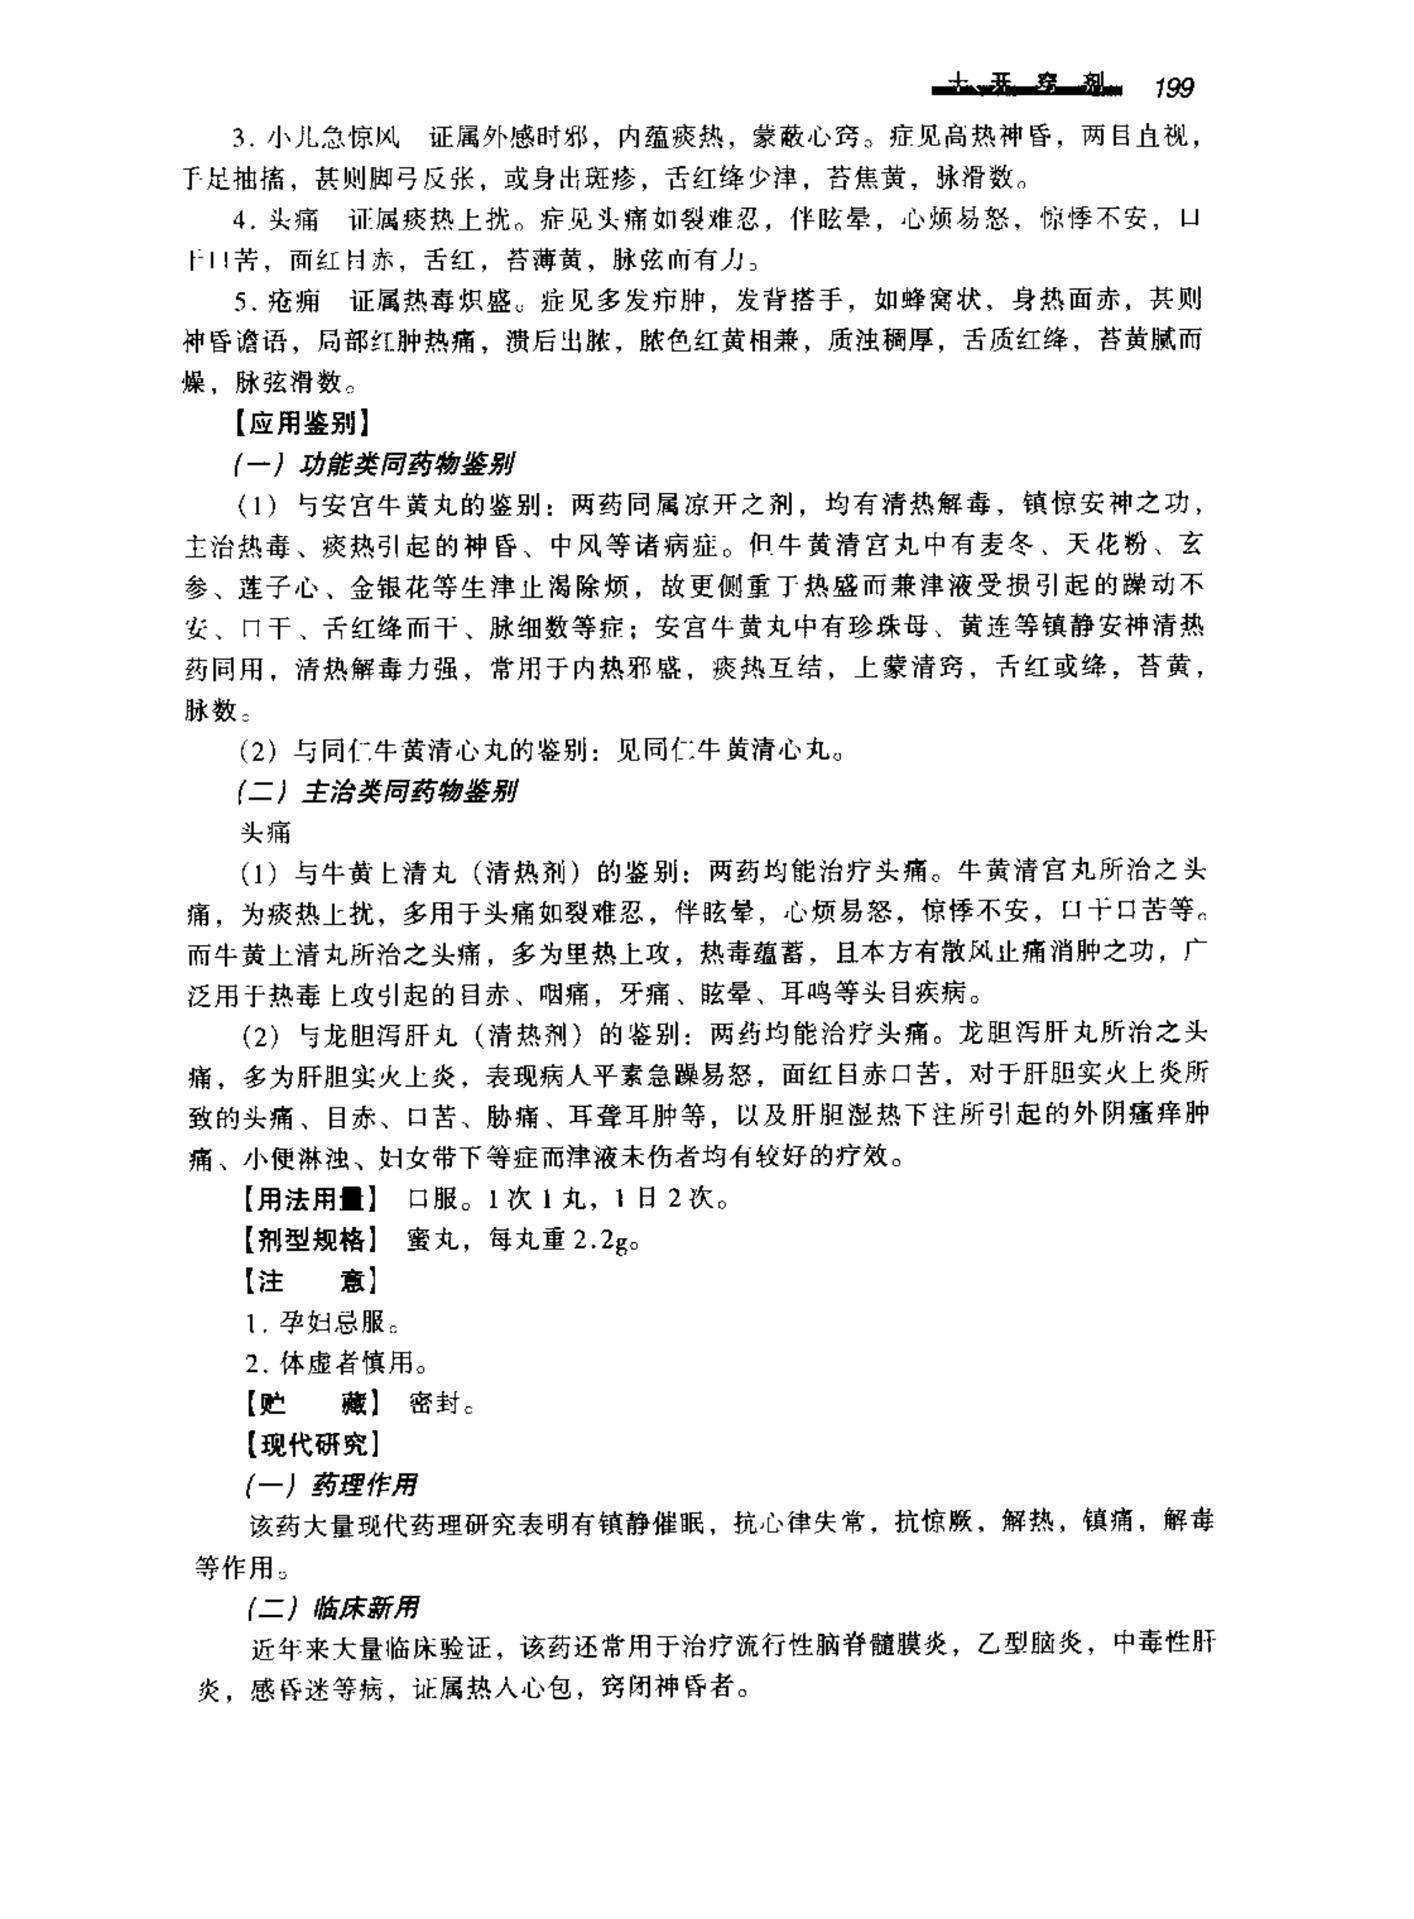 十、开 窍 剂 199
3. 小儿急惊风 证属外感时邪，内蕴痰热，蒙蔽心窍。症见高热神昏，两目直视，
手足抽搐，甚则脚弓反张，或身出斑疹，舌红绛少津，苔焦黄，脉滑数。
4. 头痛 证属痰热上扰。症见头痛如裂难忍，伴眩晕，心烦易怒，惊悸不安，口
干口苦，面红目赤，舌红，苔薄黄，脉弦而有力。
5. 疮痈 证属热毒炽盛。症见多发疖肿，发背搭手，如蜂窝状，身热面赤，甚则
神昏谵语，局部红肿热痛，溃后出脓，脓色红黄相兼，质浊稠厚，舌质红绛，苔黄腻而
燥，脉弦滑数。
【应用鉴别】
（一）功能类同药物鉴别
（1）与安宫牛黄丸的鉴别：两药同属凉开之剂，均有清热解毒，镇惊安神之功，
主治热毒、痰热引起的神昏、中风等诸病症。但牛黄清宫丸中有麦冬、天花粉、玄
参、莲子心、金银花等生津止渴除烦，故更侧重于热盛而兼津液受损引起的躁动不
安、口干、舌红绛而干、脉细数等症；安宫牛黄丸中有珍珠母、黄连等镇静安神清热
药同用，清热解毒力强，常用于内热邪盛，痰热互结，上蒙清窍，舌红或绛，苔黄，
脉数。
（2）与同仁牛黄清心丸的鉴别：见同仁牛黄清心丸。
（二）主治类同药物鉴别
头痛
（1）与牛黄上清丸（清热剂）的鉴别：两药均能治疗头痛。牛黄清宫丸所治之头
痛，为痰热上扰，多用于头痛如裂难忍，伴眩晕，心烦易怒，惊悸不安，口干口苦等。
而牛黄上清丸所治之头痛，多为里热上攻，热毒蕴蓄，且本方有散风止痛消肿之功，广
泛用于热毒上攻引起的目赤、咽痛，牙痛、眩晕、耳鸣等头目疾病。
（2）与龙胆泻肝丸（清热剂）的鉴别：两药均能治疗头痛。龙胆泻肝丸所治之头
痛，多为肝胆实火上炎，表现病人平素急躁易怒，面红目赤口苦，对于肝胆实火上炎所
致的头痛、目赤、口苦、胁痛、耳聋耳肿等，以及肝胆湿热下注所引起的外阴瘙痒肿
痛、小便淋浊、妇女带下等症而津液未伤者均有较好的疗效。
【用法用量】 口服。1次1丸，1日2次。
【剂型规格】 蜜丸，每丸重2.2g。
【注 意】
1. 孕妇忌服。
2. 体虚者慎用。
【贮 藏】 密封。
【现代研究】
（一）药理作用
该药大量现代药理研究表明有镇静催眠，抗心律失常，抗惊厥，解热，镇痛，解毒
等作用。
（二）临床新用
近年来大量临床验证，该药还常用于治疗流行性脑脊髓膜炎，乙型脑炎，中毒性肝
炎，感昏迷等病，证属热入心包，窍闭神昏者。